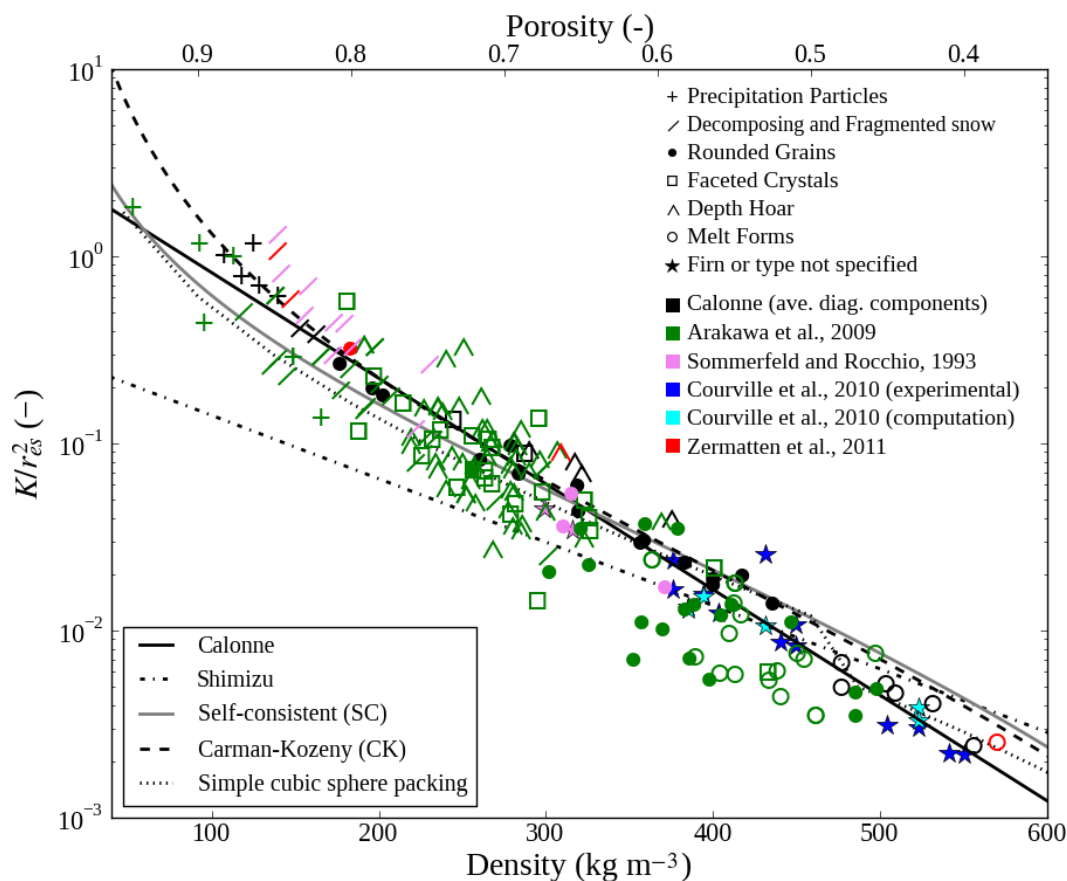 Porosity (-)
0.9 0.8 0.7 0.6 0.5 0.4
10^1
10^0
10^-1
10^-2
10^-3
K/r_es^2 (−)
Precipitation Particles
Decomposing and Fragmented snow
Rounded Grains
Faceted Crystals
Depth Hoar
Melt Forms
Firn or type not specified
Calonne (ave. diag. components)
Arakawa et al., 2009
Sommerfeld and Rocchio, 1993
Courville et al., 2010 (experimental)
Courville et al., 2010 (computation)
Zermatten et al., 2011
Calonne
Shimizu
Self-consistent (SC)
Carman-Kozeny (CK)
Simple cubic sphere packing
100 200 300 400 500 600
Density (kg m−3)